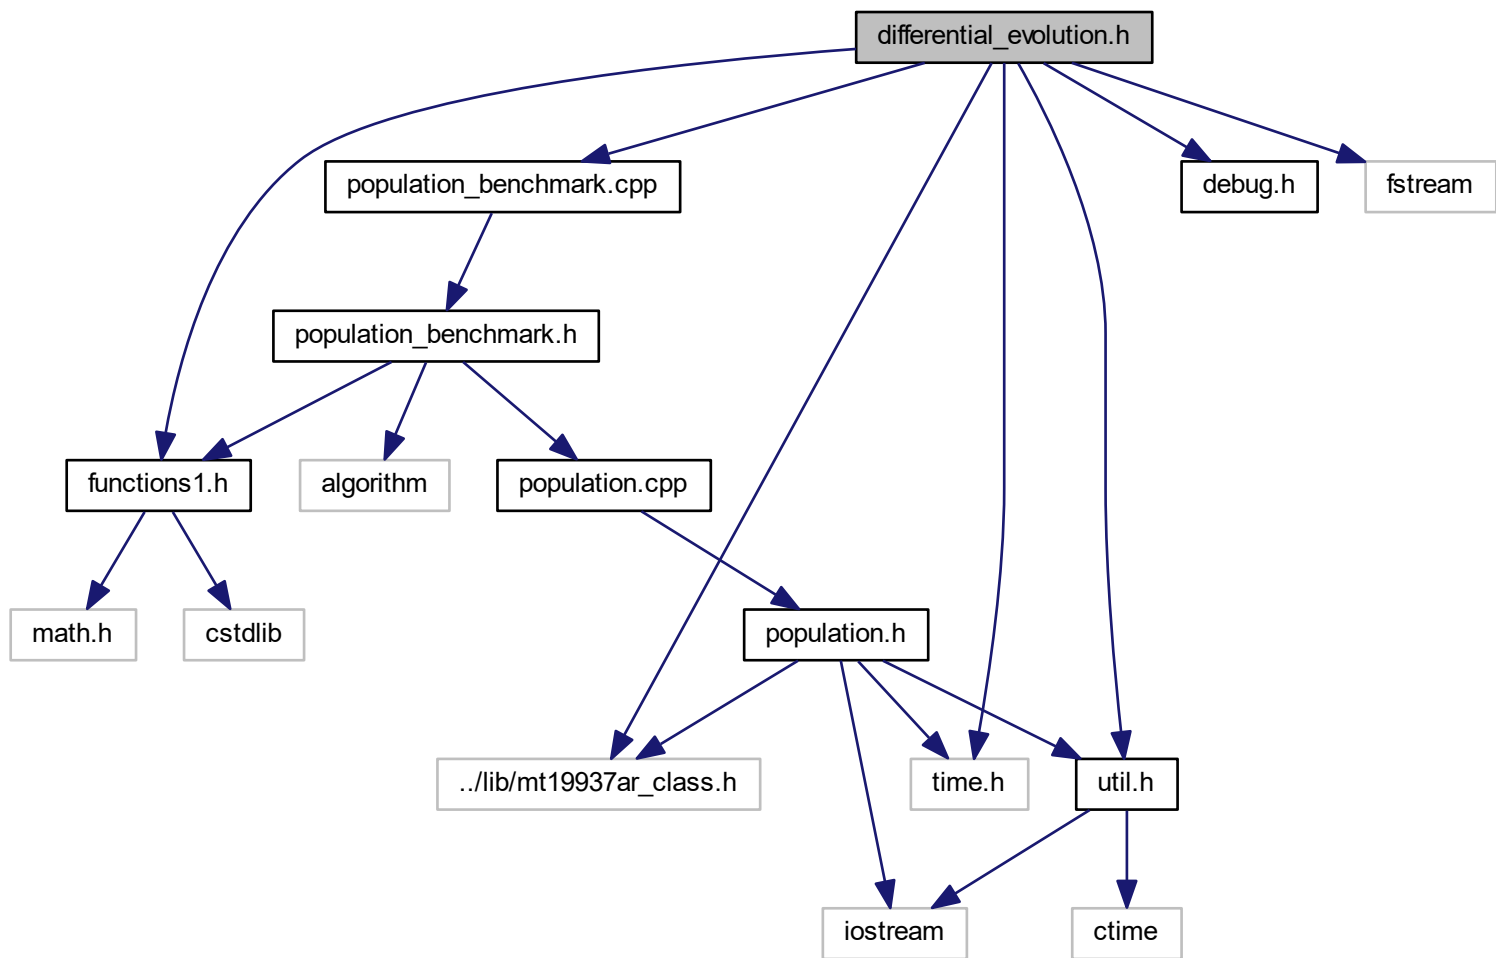 differential_evolution.h
population_benchmark.cpp
debug.h
fstream
population_benchmark.h
functions1.h
algorithm
population.cpp
math.h
cstdlib
population.h
../lib/mt19937ar_class.h
time.h
util.h
iostream
ctime